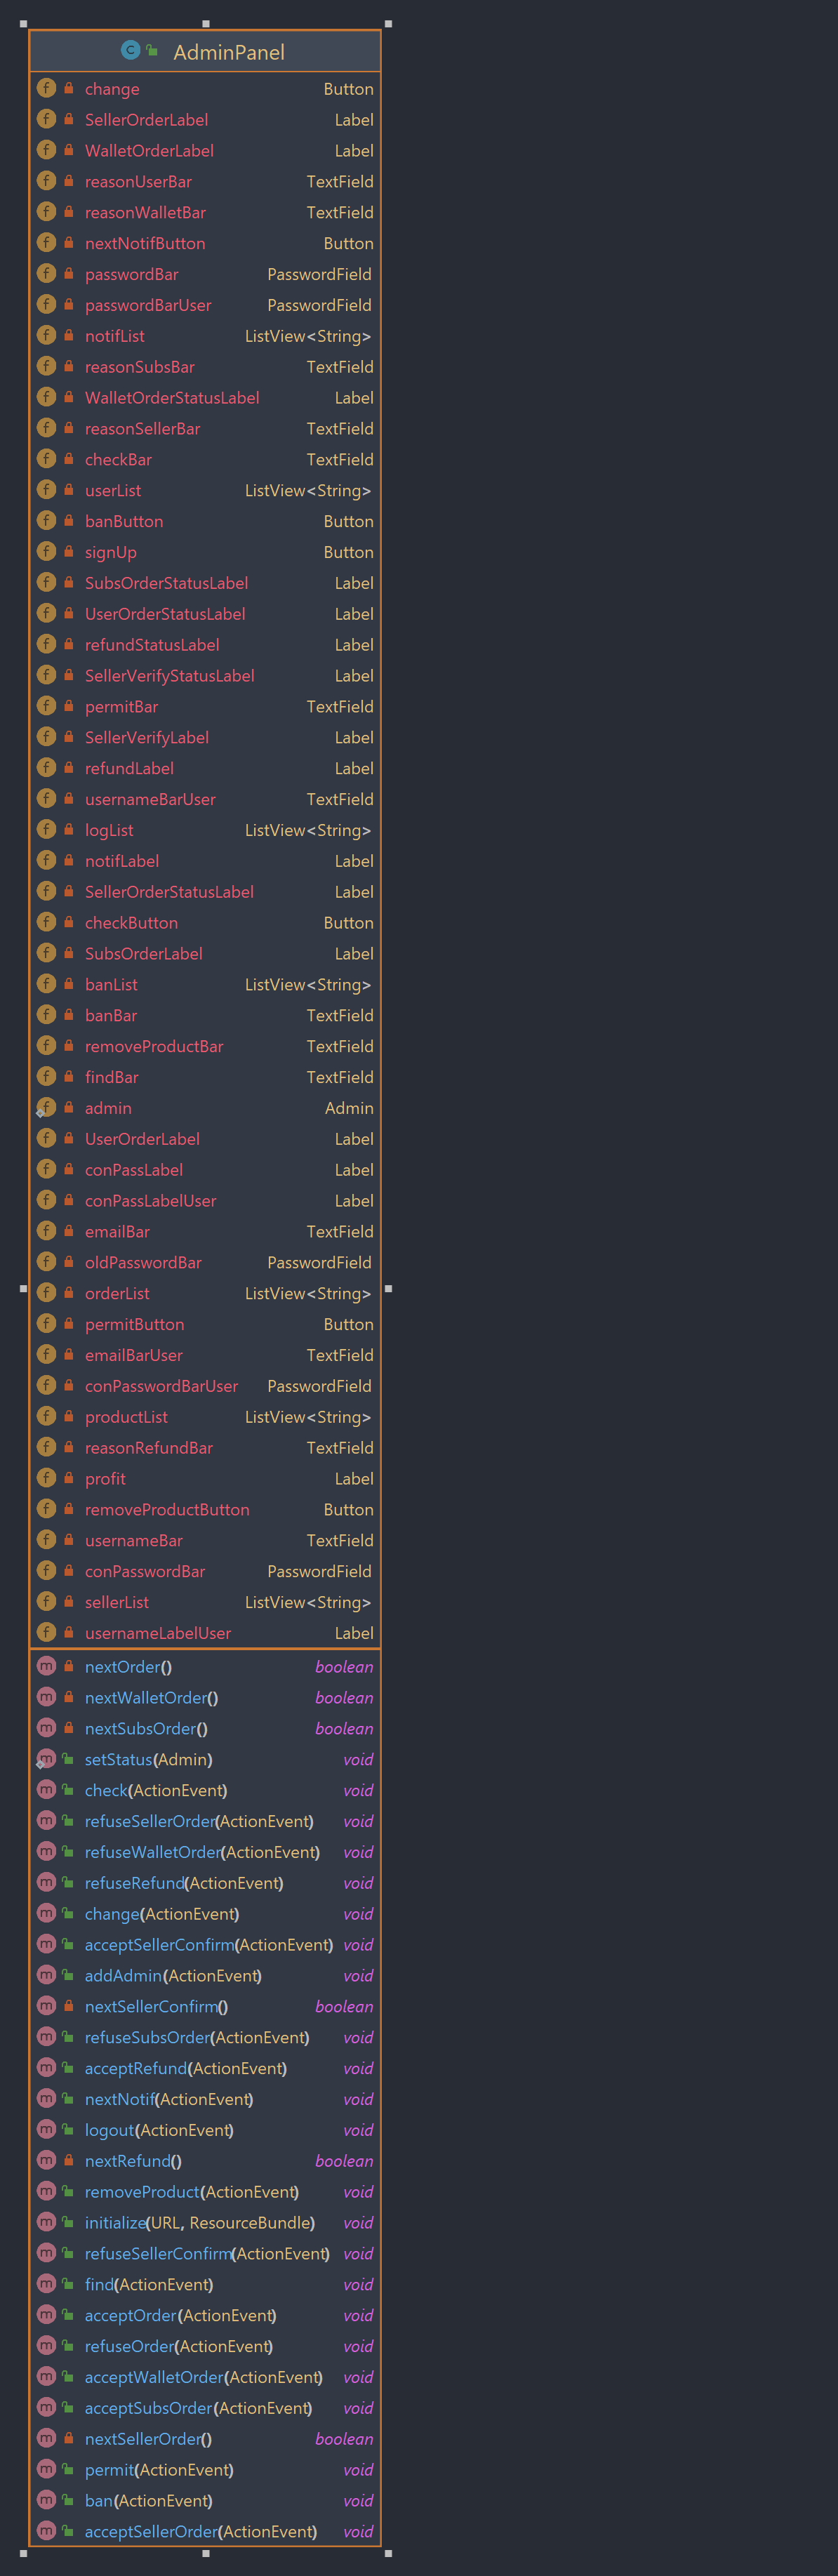 AdminPanel
change Button
SellerOrderLabel Label
WalletOrderLabel Label
reasonUserBar TextField
reasonWalletBar TextField
nextNotifButton Button
passwordBar PasswordField
passwordBarUser PasswordField
notifList ListView<String>
reasonSubsBar TextField
WalletOrderStatusLabel Label
reasonSellerBar TextField
checkBar TextField
userList ListView<String>
banButton Button
signUp Button
SubsOrderStatusLabel Label
UserOrderStatusLabel Label
refundStatusLabel Label
SellerVerifyStatusLabel Label
permitBar TextField
SellerVerifyLabel Label
refundLabel Label
usernameBarUser TextField
logList ListView<String>
notifLabel Label
SellerOrderStatusLabel Label
checkButton Button
SubsOrderLabel Label
banList ListView<String>
banBar TextField
removeProductBar TextField
findBar TextField
admin Admin
UserOrderLabel Label
conPassLabel Label
conPassLabelUser Label
emailBar TextField
oldPasswordBar PasswordField
orderList ListView<String>
permitButton Button
emailBarUser TextField
conPasswordBarUser PasswordField
productList ListView<String>
reasonRefundBar TextField
profit Label
removeProductButton Button
usernameBar TextField
conPasswordBar PasswordField
sellerList ListView<String>
usernameLabelUser Label
nextOrder() boolean
nextWalletOrder() boolean
nextSubsOrder() boolean
setStatus(Admin) void
check(ActionEvent) void
refuseSellerOrder(ActionEvent) void
refuseWalletOrder(ActionEvent) void
refuseRefund(ActionEvent) void
change(ActionEvent) void
acceptSellerConfirm(ActionEvent) void
addAdmin(ActionEvent) void
nextSellerConfirm() boolean
refuseSubsOrder(ActionEvent) void
acceptRefund(ActionEvent) void
nextNotif(ActionEvent) void
logout(ActionEvent) void
nextRefund() boolean
removeProduct(ActionEvent) void
initialize(URL, ResourceBundle) void
refuseSellerConfirm(ActionEvent) void
find(ActionEvent) void
acceptOrder(ActionEvent) void
refuseOrder(ActionEvent) void
acceptWalletOrder(ActionEvent) void
acceptSubsOrder(ActionEvent) void
nextSellerOrder() boolean
permit(ActionEvent) void
ban(ActionEvent) void
acceptSellerOrder(ActionEvent) void